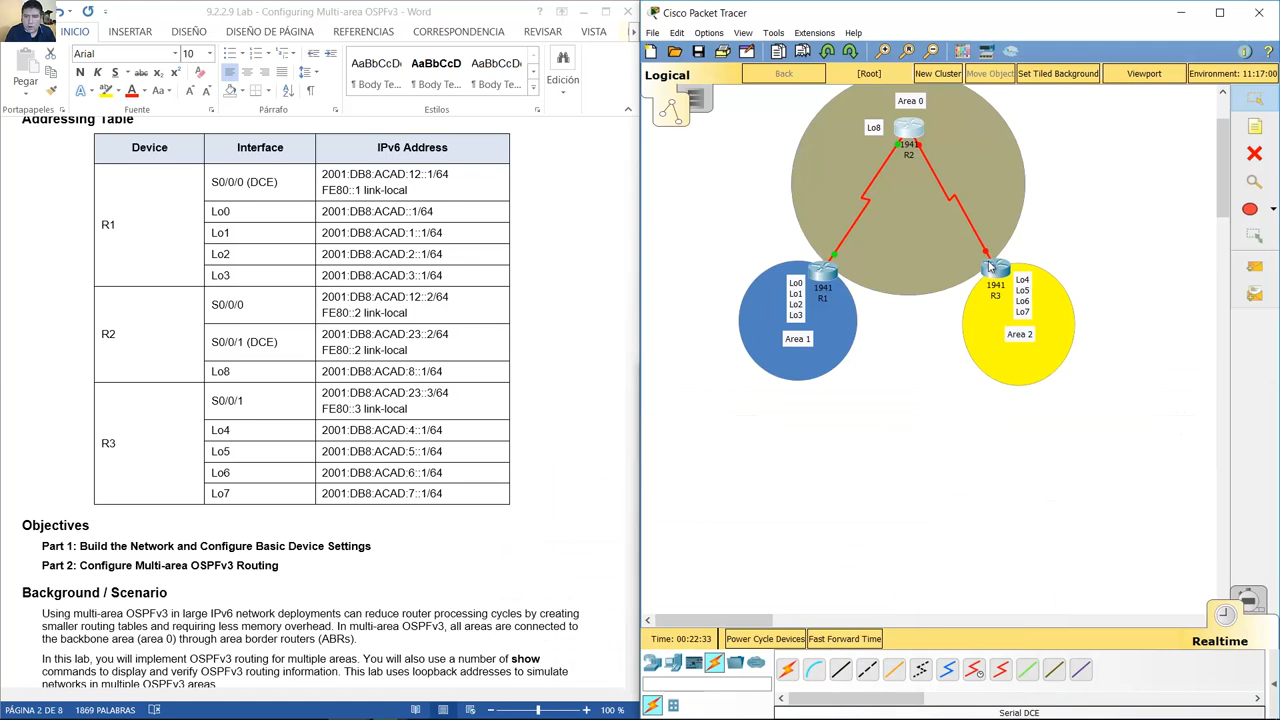 9.2.2.9 Lab - Configuring Multi-area OSPFv3 - Word
INICIO INSERTAR DISEÑO DISEÑO DE PÁGINA REFERENCIAS CORRESPONDENCIA REVISAR VISTA
Pegar
Arial 10
N K S abc x₂ x²
AaBbCcDc AaBbCcDc AaBbCcDc
¶ Body Te... ¶ Body Te... ¶ Body Te...
Edición
Portapapeles Fuente Párrafo Estilos
Addressing Table
Device Interface IPv6 Address
R1
S0/0/0 (DCE) 2001:DB8:ACAD:12::1/64
FE80::1 link-local
Lo0 2001:DB8:ACAD::1/64
Lo1 2001:DB8:ACAD:1::1/64
Lo2 2001:DB8:ACAD:2::1/64
Lo3 2001:DB8:ACAD:3::1/64
R2
S0/0/0 2001:DB8:ACAD:12::2/64
FE80::2 link-local
S0/0/1 (DCE) 2001:DB8:ACAD:23::2/64
FE80::2 link-local
Lo8 2001:DB8:ACAD:8::1/64
R3
S0/0/1 2001:DB8:ACAD:23::3/64
FE80::3 link-local
Lo4 2001:DB8:ACAD:4::1/64
Lo5 2001:DB8:ACAD:5::1/64
Lo6 2001:DB8:ACAD:6::1/64
Lo7 2001:DB8:ACAD:7::1/64
Objectives
Part 1: Build the Network and Configure Basic Device Settings
Part 2: Configure Multi-area OSPFv3 Routing
Background / Scenario
Using multi-area OSPFv3 in large IPv6 network deployments can reduce router processing cycles by creating
smaller routing tables and requiring less memory overhead. In multi-area OSPFv3, all areas are connected to
the backbone area (area 0) through area border routers (ABRs).
In this lab, you will implement OSPFv3 routing for multiple areas. You will also use a number of show
commands to display and verify OSPFv3 routing information. This lab uses loopback addresses to simulate
networks in multiple OSPFv3 areas
PÁGINA 2 DE 8 1869 PALABRAS 100 %
Cisco Packet Tracer
File Edit Options View Tools Extensions Help
Logical Back [Root] New Cluster Move Object Set Tiled Background Viewport Environment: 11:17:00
Area 0
Lo8
1941
R2
1941
R1
Lo0
Lo1
Lo2
Lo3
Area 1
1941
R3
Lo4
Lo5
Lo6
Lo7
Area 2
Time: 00:22:33 Power Cycle Devices Fast Forward Time Realtime
Serial DCE